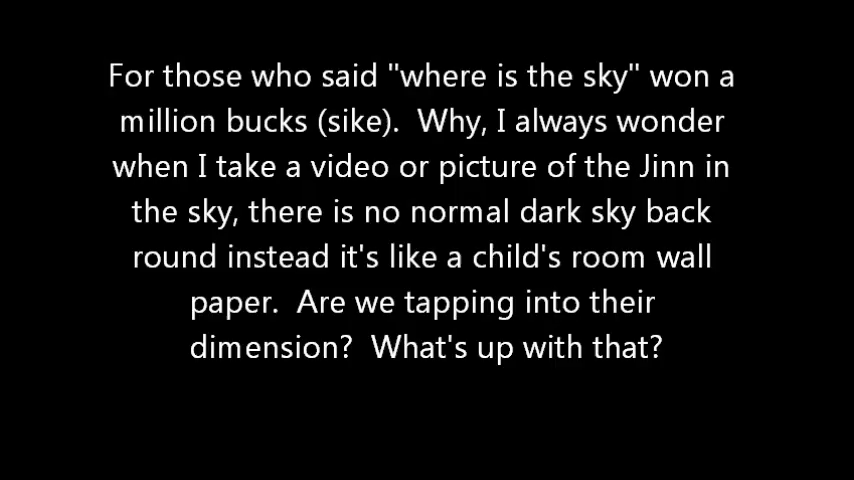 For those who said "where is the sky" won a
million bucks (sike).  Why, I always wonder
when I take a video or picture of the Jinn in
the sky, there is no normal dark sky back
round instead it's like a child's room wall
paper.  Are we tapping into their
dimension?  What's up with that?